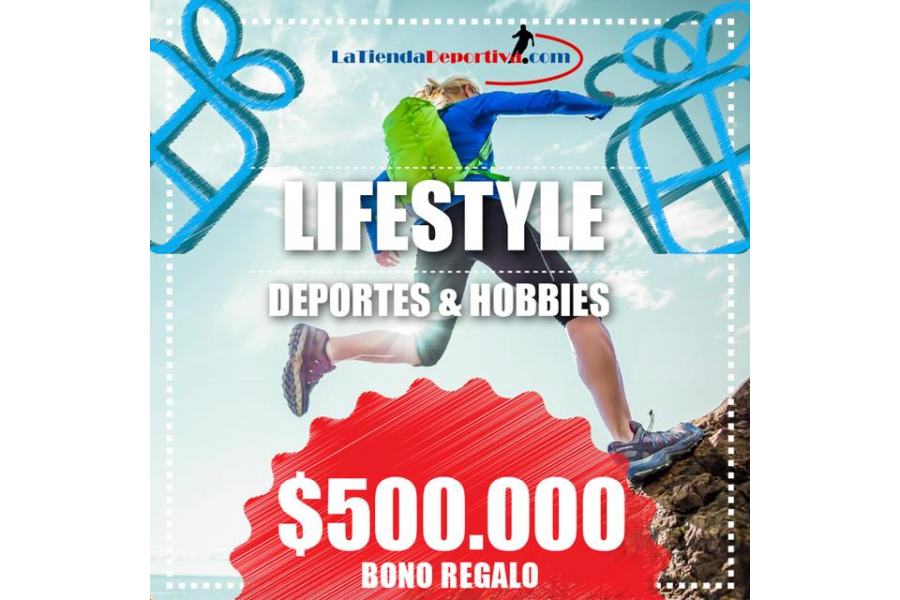 LaTiendaDeportiva.com
LIFESTYLE
DEPORTES & HOBBIES
$500.000
BONO REGALO